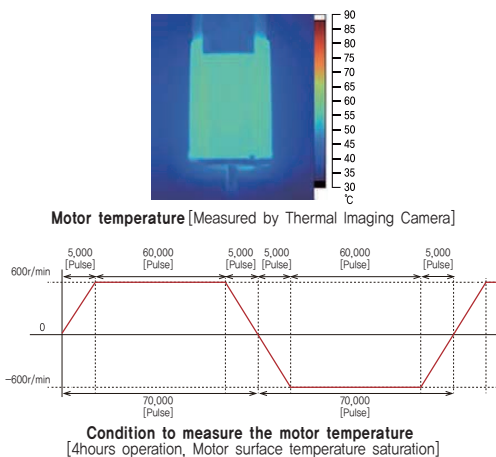 90
85
80
75
70
65
60
55
50
45
40
35
30
℃
Motor temperature [Measured by Thermal Imaging Camera]
5,000 60,000 5,000 5,000 60,000 5,000
[Pulse] [Pulse] [Pulse] [Pulse] [Pulse] [Pulse]
600r/min
0
-600r/min
70,000 70,000
[Pulse] [Pulse]
Condition to measure the motor temperature
[4hours operation, Motor surface temperature saturation]